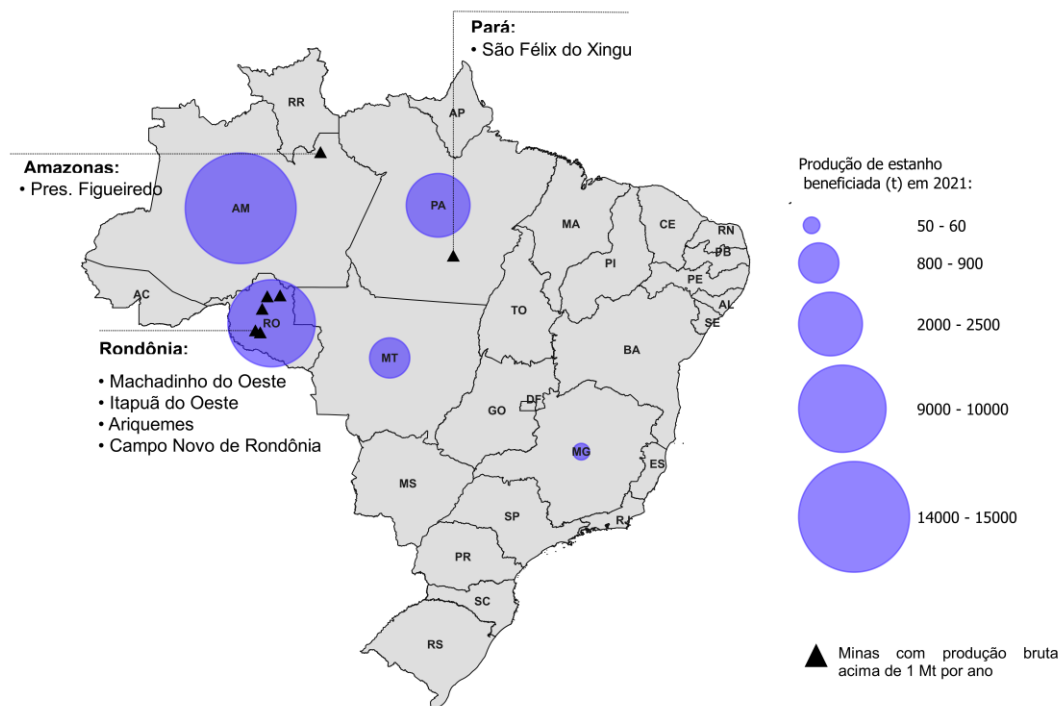 Pará:
• São Félix do Xingu
RR
AP
Amazonas:
• Pres. Figueiredo
AM
PA
MA
CE
RN
PB
PI
PE
AL
SE
AC
RO
TO
BA
MT
Rondônia:
• Machadinho do Oeste
• Itapuã do Oeste
• Ariquemes
• Campo Novo de Rondônia
GO
DF
MG
ES
MS
SP
RJ
PR
SC
RS
Produção de estanho
beneficiada (t) em 2021:
50 - 60
800 - 900
2000 - 2500
9000 - 10000
14000 - 15000
Minas com produção bruta
acima de 1 Mt por ano